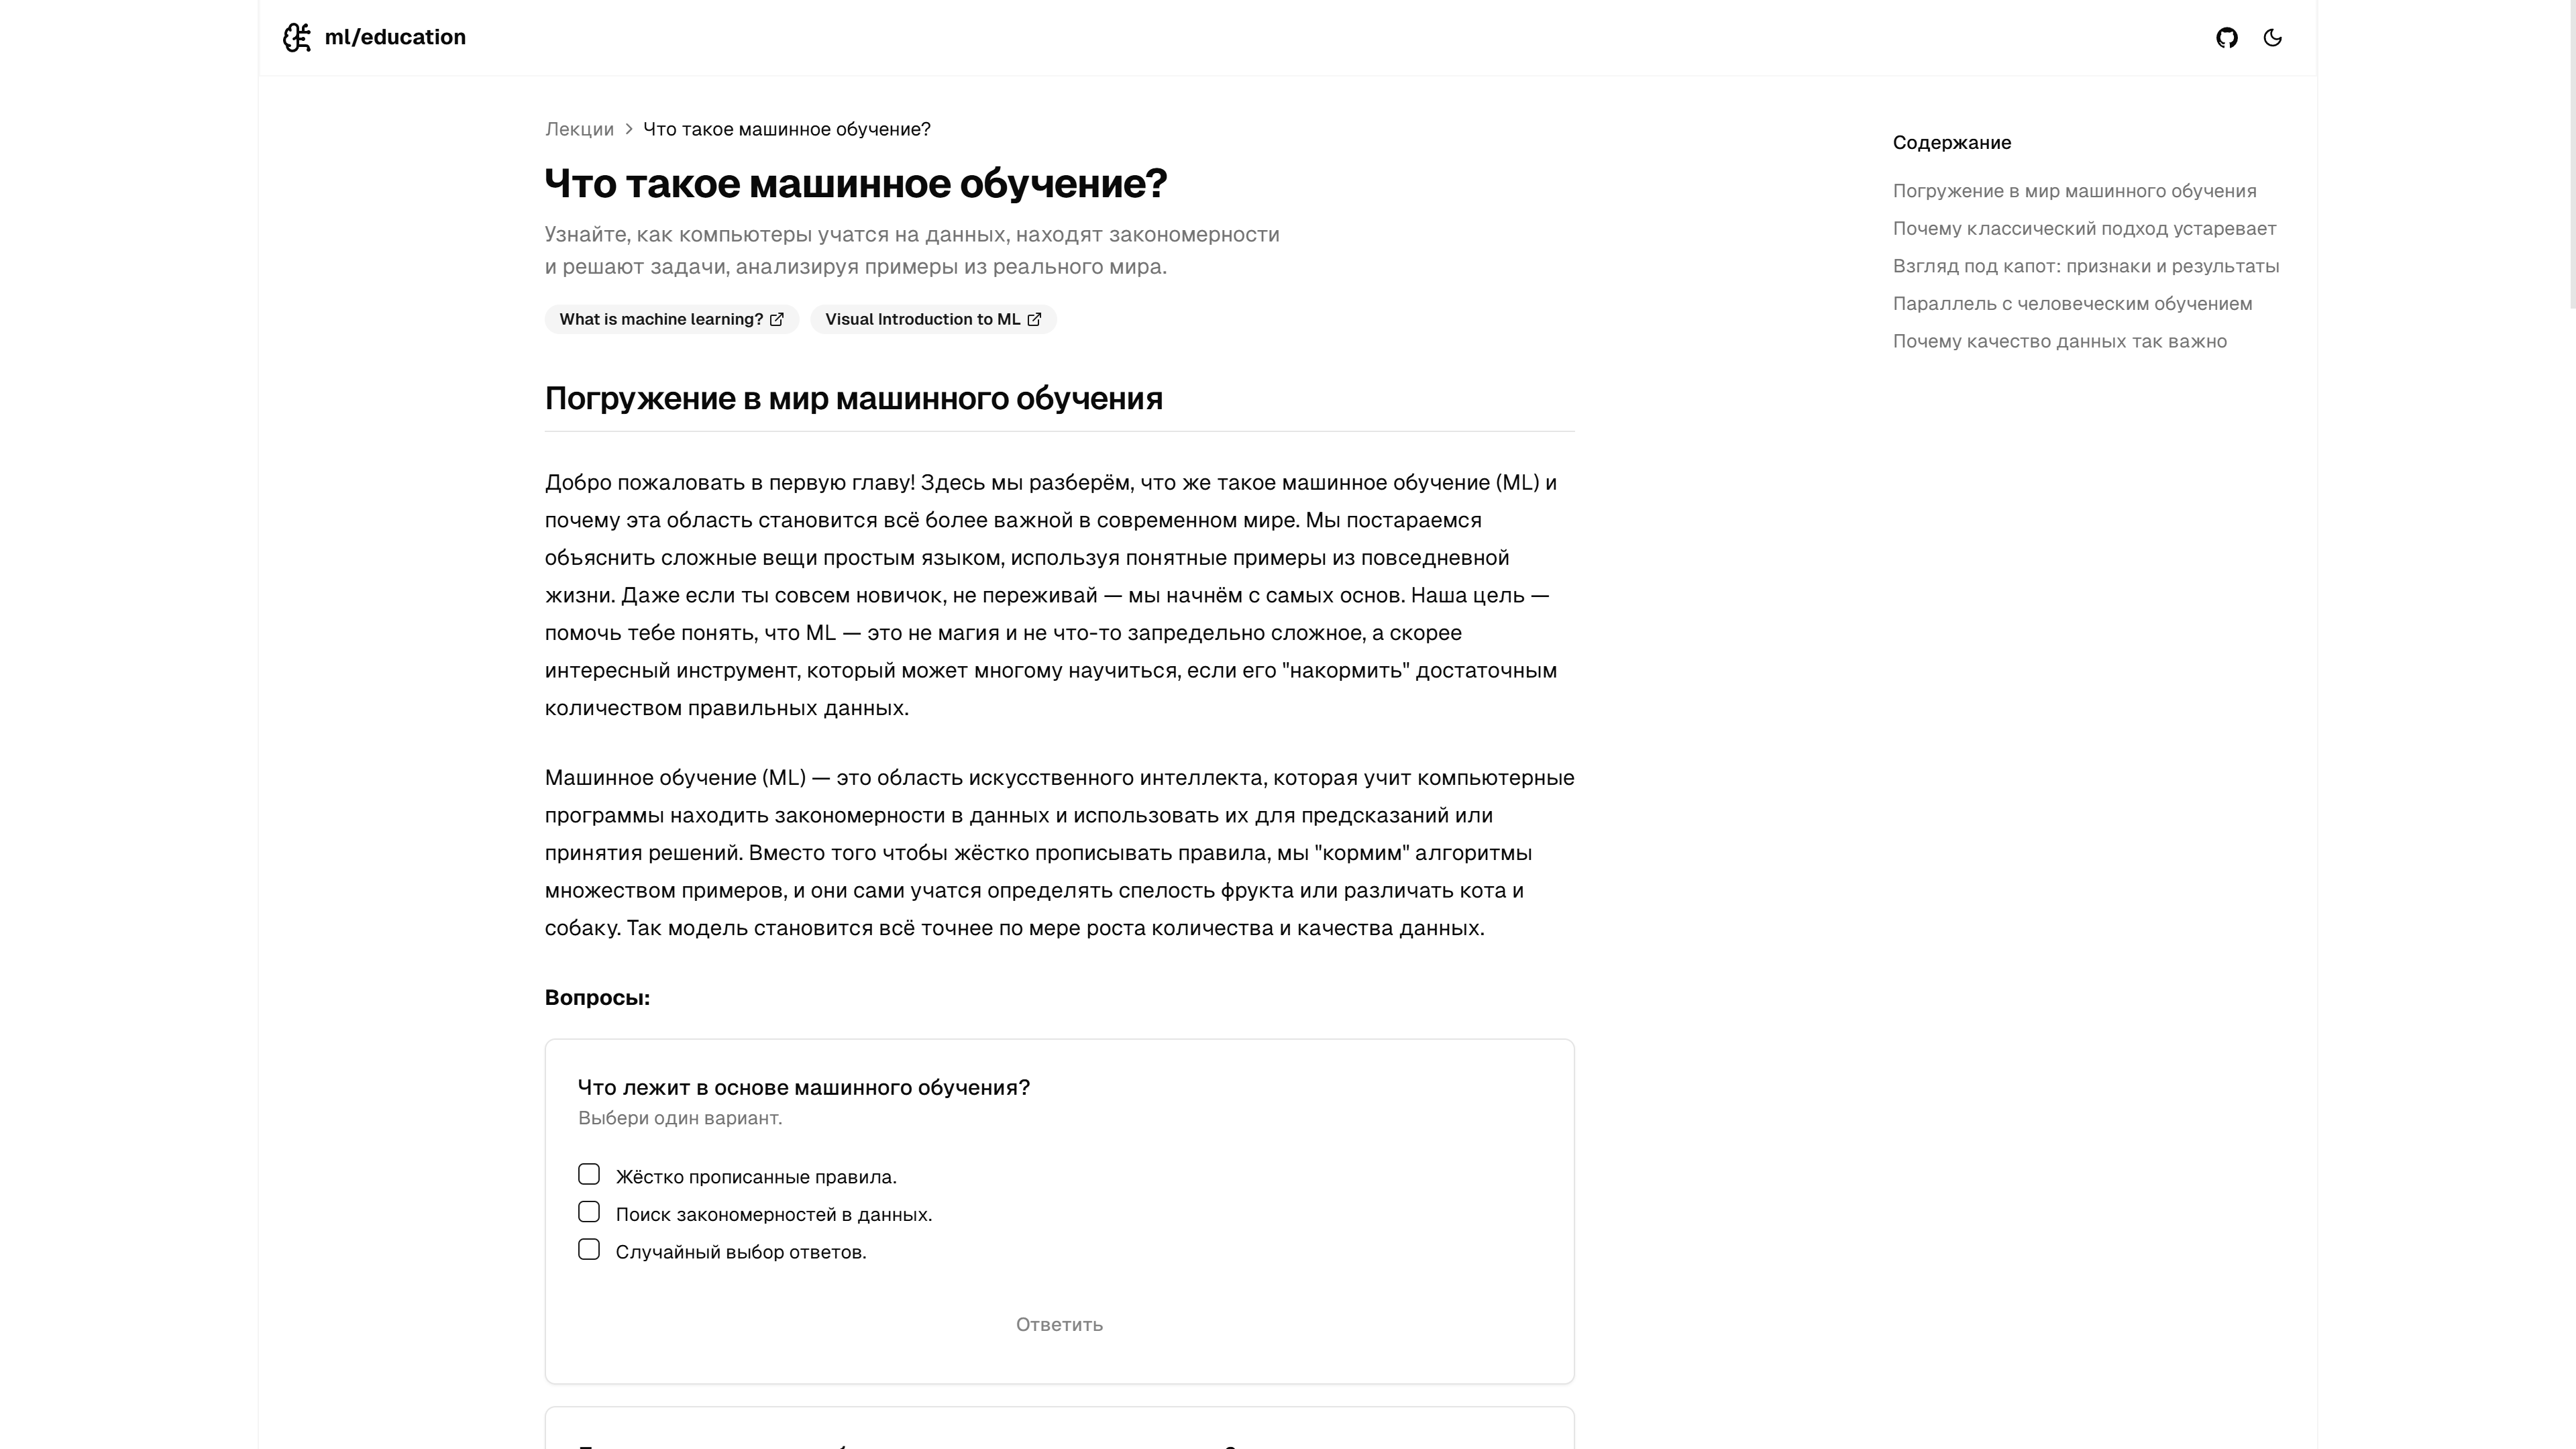 ml/education
Лекции > Что такое машинное обучение?
Что такое машинное обучение?
Узнайте, как компьютеры учатся на данных, находят закономерности
и решают задачи, анализируя примеры из реального мира.
What is machine learning?
Visual Introduction to ML
Погружение в мир машинного обучения
Добро пожаловать в первую главу! Здесь мы разберём, что же такое машинное обучение (ML) и
почему эта область становится всё более важной в современном мире. Мы постараемся
объяснить сложные вещи простым языком, используя понятные примеры из повседневной
жизни. Даже если ты совсем новичок, не переживай — мы начнём с самых основ. Наша цель —
помочь тебе понять, что ML — это не магия и не что-то запредельно сложное, а скорее
интересный инструмент, который может многому научиться, если его "накормить" достаточным
количеством правильных данных.
Машинное обучение (ML) — это область искусственного интеллекта, которая учит компьютерные
программы находить закономерности в данных и использовать их для предсказаний или
принятия решений. Вместо того чтобы жёстко прописывать правила, мы "кормим" алгоритмы
множеством примеров, и они сами учатся определять спелость фрукта или различать кота и
собаку. Так модель становится всё точнее по мере роста количества и качества данных.
Вопросы:
Что лежит в основе машинного обучения?
Выбери один вариант.
Жёстко прописанные правила.
Поиск закономерностей в данных.
Случайный выбор ответов.
Ответить
Содержание
Погружение в мир машинного обучения
Почему классический подход устаревает
Взгляд под капот: признаки и результаты
Параллель с человеческим обучением
Почему качество данных так важно